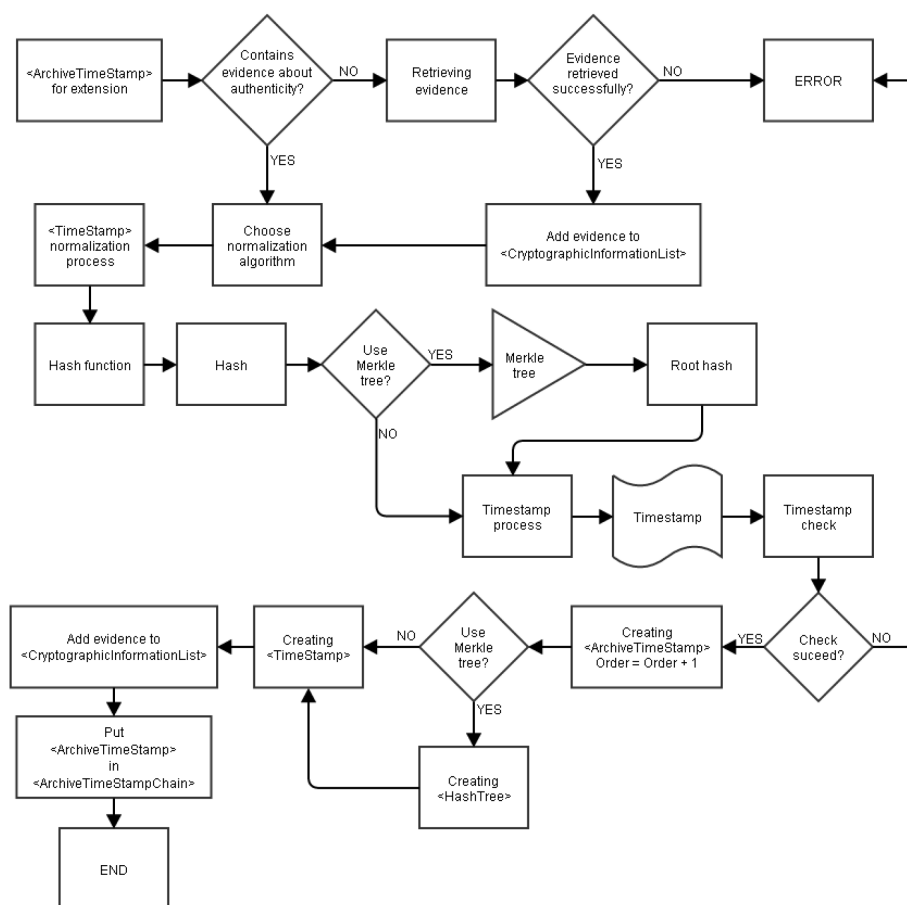 <ArchiveTimeStamp>
for extension
Contains
evidence about
authenticity?
NO
Retrieving
evidence
Evidence
retrieved
successfully?
NO
ERROR
YES
YES
<TimeStamp>
normalization
process
Choose
normalization
algorithm
Add evidence to
<CryptographicInformationList>
Hash function
Hash
Use
Merkle
tree?
YES
Merkle
tree
Root hash
NO
Timestamp
process
Timestamp
Timestamp
check
Add evidence to
<CryptographicInformationList>
Creating
<TimeStamp>
NO
Use
Merkle
tree?
Creating
<ArchiveTimeStamp>
Order = Order + 1
YES
Check
suceed?
NO
YES
Put
<ArchiveTimeStamp>
in
<ArchiveTimeStampChain>
Creating
<HashTree>
END